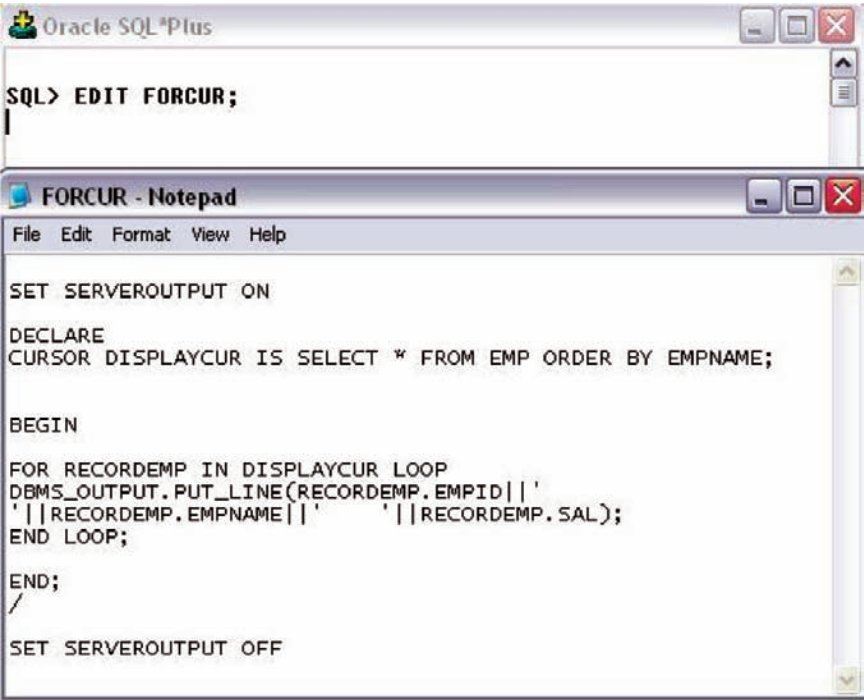 Oracle SQL*Plus
SQL> EDIT FORCUR;
FORCUR - Notepad
File Edit Format View Help
SET SERVEROUTPUT ON
DECLARE
CURSOR DISPLAYCUR IS SELECT * FROM EMP ORDER BY EMPNAME;
BEGIN
FOR RECORDEMP IN DISPLAYCUR LOOP
DBMS_OUTPUT.PUT_LINE(RECORDEMP.EMPID||'
'||RECORDEMP.EMPNAME||'    '||RECORDEMP.SAL);
END LOOP;
END;
/
SET SERVEROUTPUT OFF